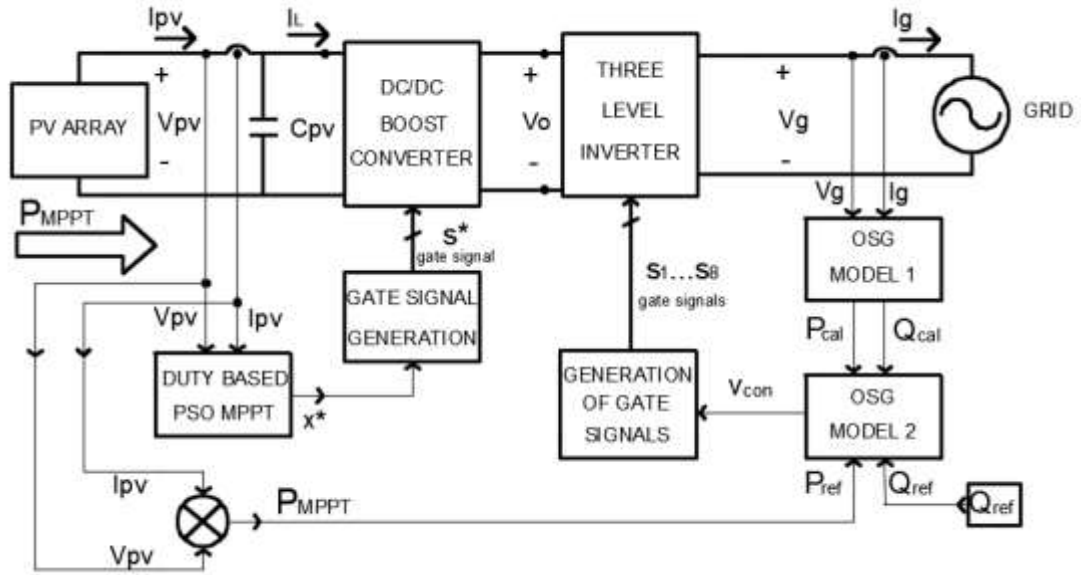 Ipv
IL
Ig
PV ARRAY
+
Vpv
-
Cpv
DC/DC
BOOST
CONVERTER
+
Vo
-
THREE
LEVEL
INVERTER
+
Vg
-
GRID
PMPPT
S*
gate signal
S1...S8
gate signals
Vg
Ig
OSG
MODEL 1
Vpv
Ipv
GATE SIGNAL
GENERATION
Pcal
Qcal
DUTY BASED
PSO MPPT
x*
GENERATION
OF GATE
SIGNALS
Vcon
OSG
MODEL 2
Ipv
PMPPT
Pref
Qref
Qref
Vpv